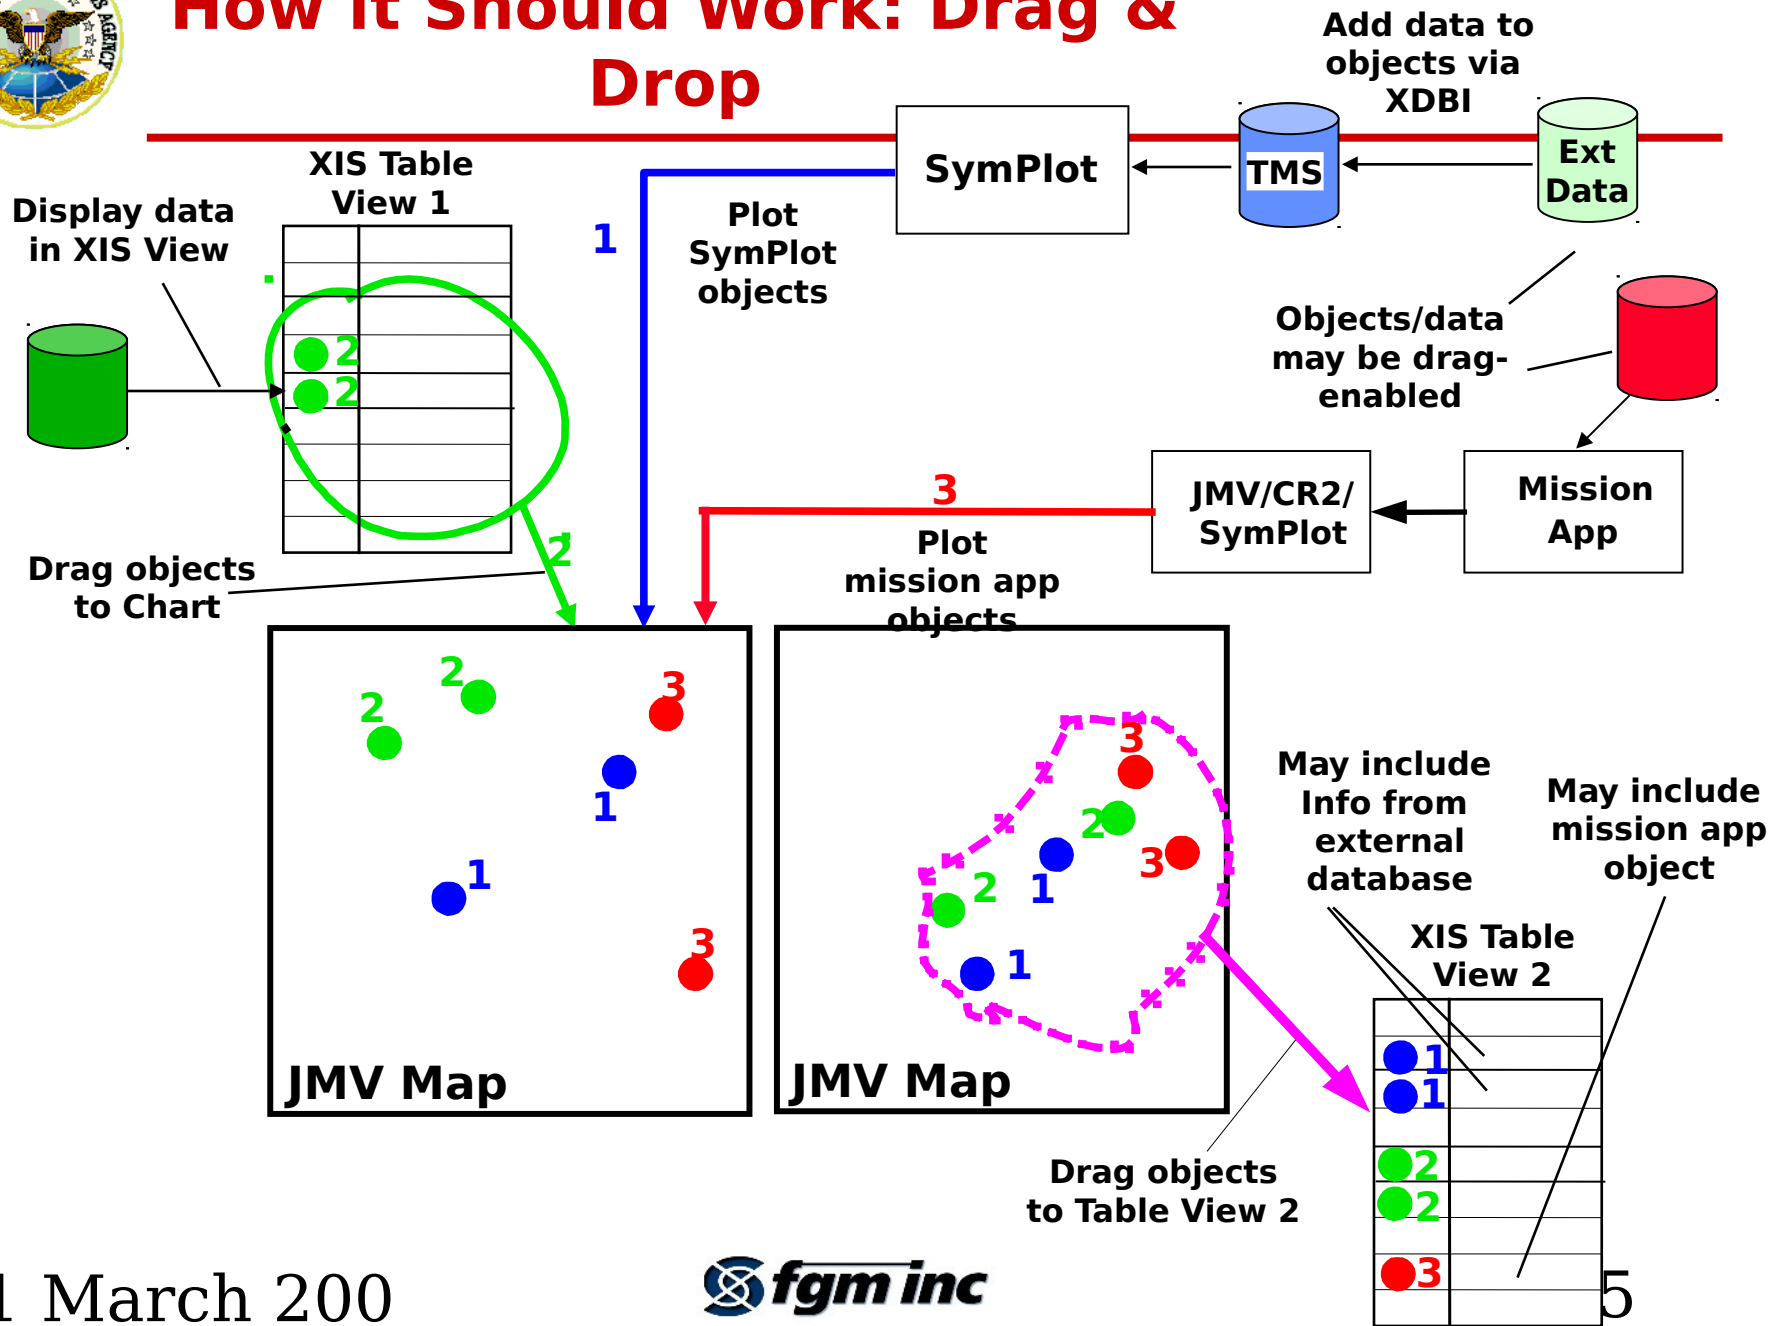 How it Should Work: Drag &
Drop
AGENCY
Add data to
objects via
XDBI
SymPlot
TMS
Ext
Data
XIS Table
View 1
Display data
in XIS View
1
Plot
SymPlot
objects
Objects/data
may be drag-
enabled
2
2
3
JMV/CR2/
SymPlot
Mission
App
Plot
mission app
objects
2
Drag objects
to Chart
2
2
3
1
1
3
JMV Map
3
2
3
1
2
1
JMV Map
May include
Info from
external
database
May include
mission app
object
XIS Table
View 2
1
1
2
2
3
Drag objects
to Table View 2
1 March 200
fgm inc
5